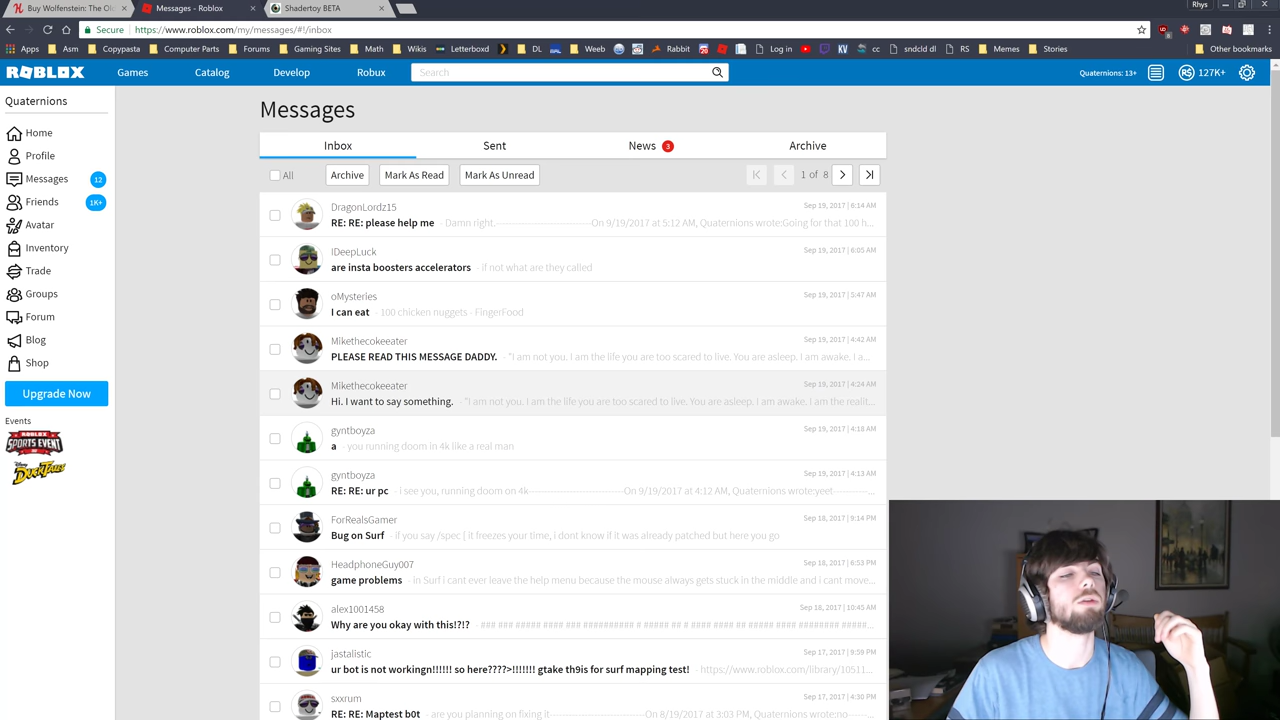 Buy Wolfenstein: The Ol
Messages - Roblox
Shadertoy BETA
Rhys
Secure
https://www.roblox.com/my/messages/#!/inbox
Apps
Asm
Copypasta
Computer Parts
Forums
Gaming Sites
Math
Wikis
Letterboxd
DL
Weeb
Rabbit
Log in
KV
cc
sndcld dl
RS
Memes
Stories
Other bookmarks
ROBLOX
Games
Catalog
Develop
Robux
Search
Quaternions: 13+
127K+
Quaternions
Home
Profile
Messages
12
Friends
1K+
Avatar
Inventory
Trade
Groups
Forum
Blog
Shop
Upgrade Now
Events
ROBLOX
SPORTS EVENT
DUCKTALES
Messages
Inbox
Sent
News 3
Archive
All
Archive
Mark As Read
Mark As Unread
1 of 8
DragonLordz15
Sep 19, 2017 | 6:14 AM
RE: RE: please help me - Damn right.------------------------------On 9/19/2017 at 5:12 AM, Quaternions wrote:Going for that 100 h...
IDeepLuck
Sep 19, 2017 | 6:05 AM
are insta boosters accelerators - If not what are they called
oMysteries
Sep 19, 2017 | 5:47 AM
I can eat - 100 chicken nuggets - FingerFood
Mikethecokeeater
Sep 19, 2017 | 4:42 AM
PLEASE READ THIS MESSAGE DADDY. - "I am not you. I am the life you are too scared to live. You are asleep. I am awake. I a...
Mikethecokeeater
Sep 19, 2017 | 4:24 AM
Hi. I want to say something. - "I am not you. I am the life you are too scared to live. You are asleep. I am awake. I am the realit...
gyntboyza
Sep 19, 2017 | 4:18 AM
a - you running doom in 4k like a real man
gyntboyza
Sep 19, 2017 | 4:13 AM
RE: RE: ur pc - i see you, running doom on 4k------------------------------On 9/19/2017 at 4:12 AM, Quaternions wrote:yeet----------...
ForRealsGamer
Sep 18, 2017 | 9:14 PM
Bug on Surf - if you say /spec [ it freezes your time, i dont know if it was already patched but here you go
HeadphoneGuy007
Sep 18, 2017 | 6:53 PM
game problems - in Surf i cant ever leave the help menu because the mouse always gets stuck in the middle and i cant move...
alex1001458
Sep 18, 2017 | 10:45 AM
Why are you okay with this!?!? - ### ### ##### #### ### ########## # ##### ## # #### ## #### ## ##### #### ##### ######## #####...
jastalistic
Sep 17, 2017 | 9:59 PM
ur bot is not workingn!!!!!! so here????>!!!!!!! gtake th9is for surf mapping test! - https://www.roblox.com/library/10511...
sxxrum
Sep 17, 2017 | 4:30 PM
RE: RE: Maptest bot - are you planning on fixing it------------------------------On 8/19/2017 at 3:03 PM, Quaternions wrote:no------...